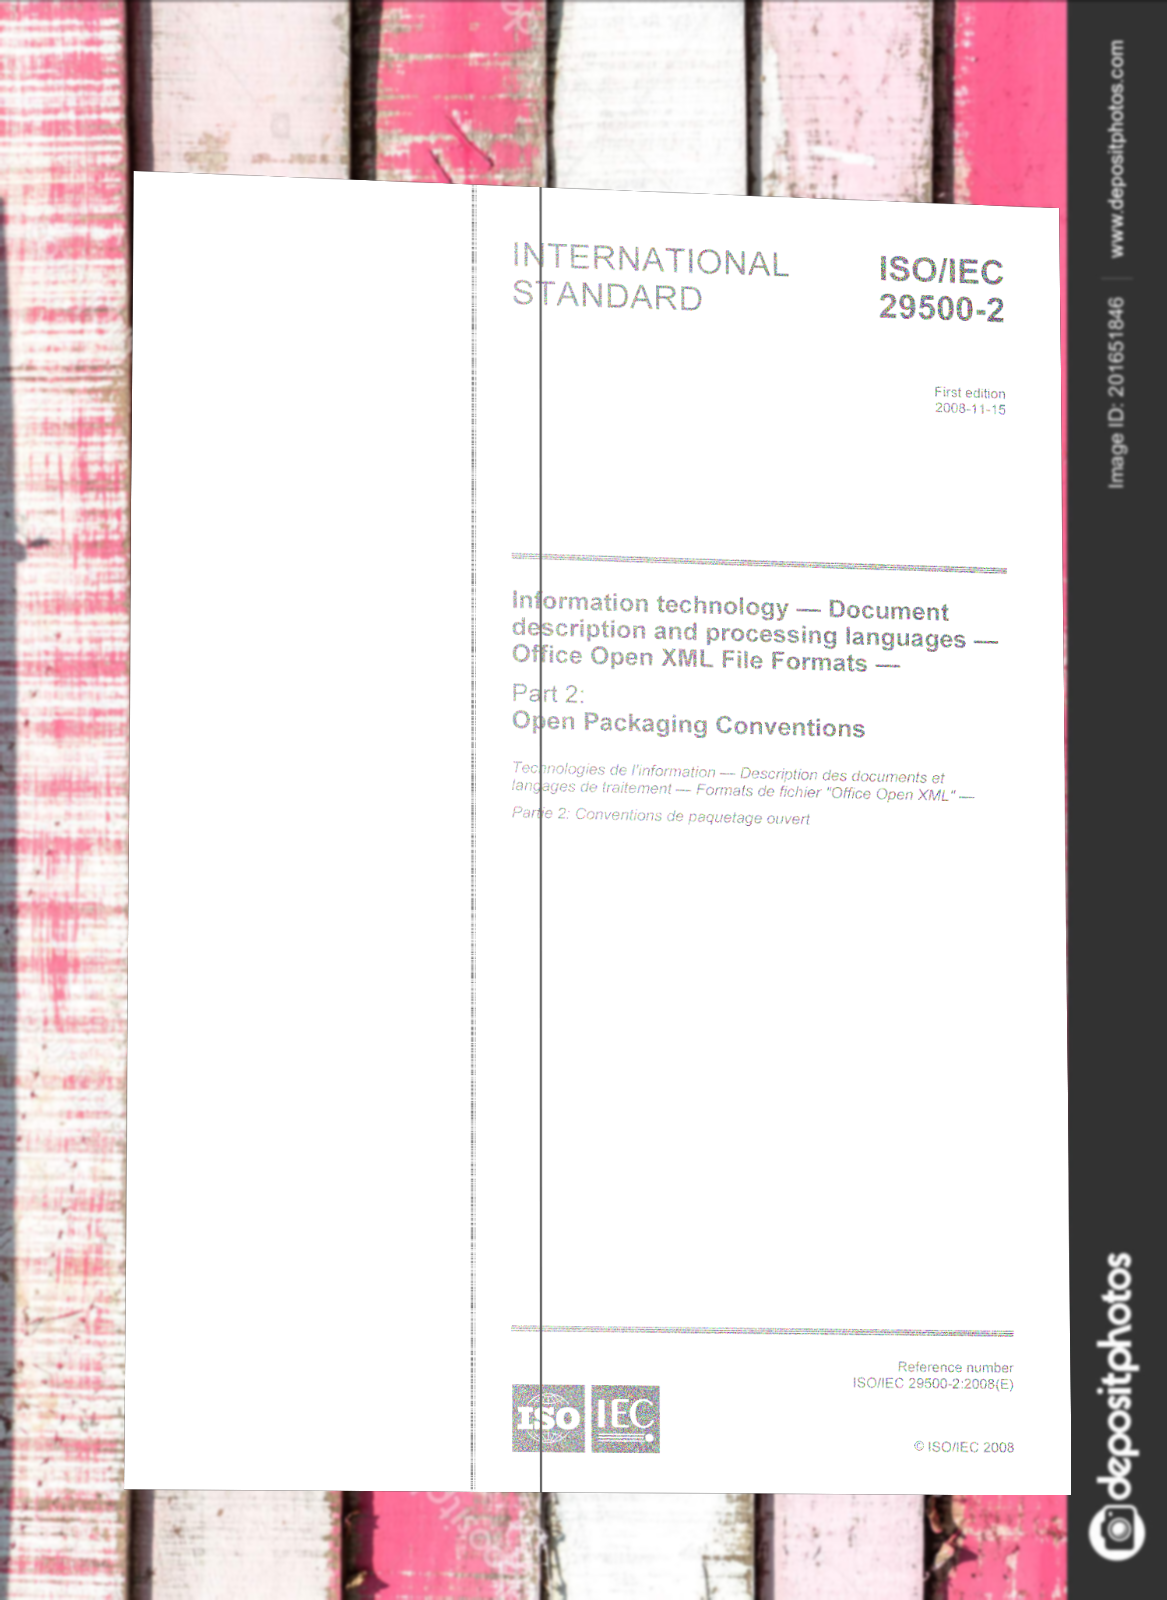 INTERNATIONAL
STANDARD
ISO/IEC
29500-2
First edition
2008-11-15
Information technology — Document
description and processing languages —
Office Open XML File Formats —
Part 2:
Open Packaging Conventions
Technologies de l'information — Description des documents et
langages de traitement — Formats de fichier "Office Open XML" —
Partie 2: Conventions de paquetage ouvert
Reference number
ISO/IEC 29500-2:2008(E)
ISO
IEC
© ISO/IEC 2008
Image ID: 201651846
www.depositphotos.com
depositphotos